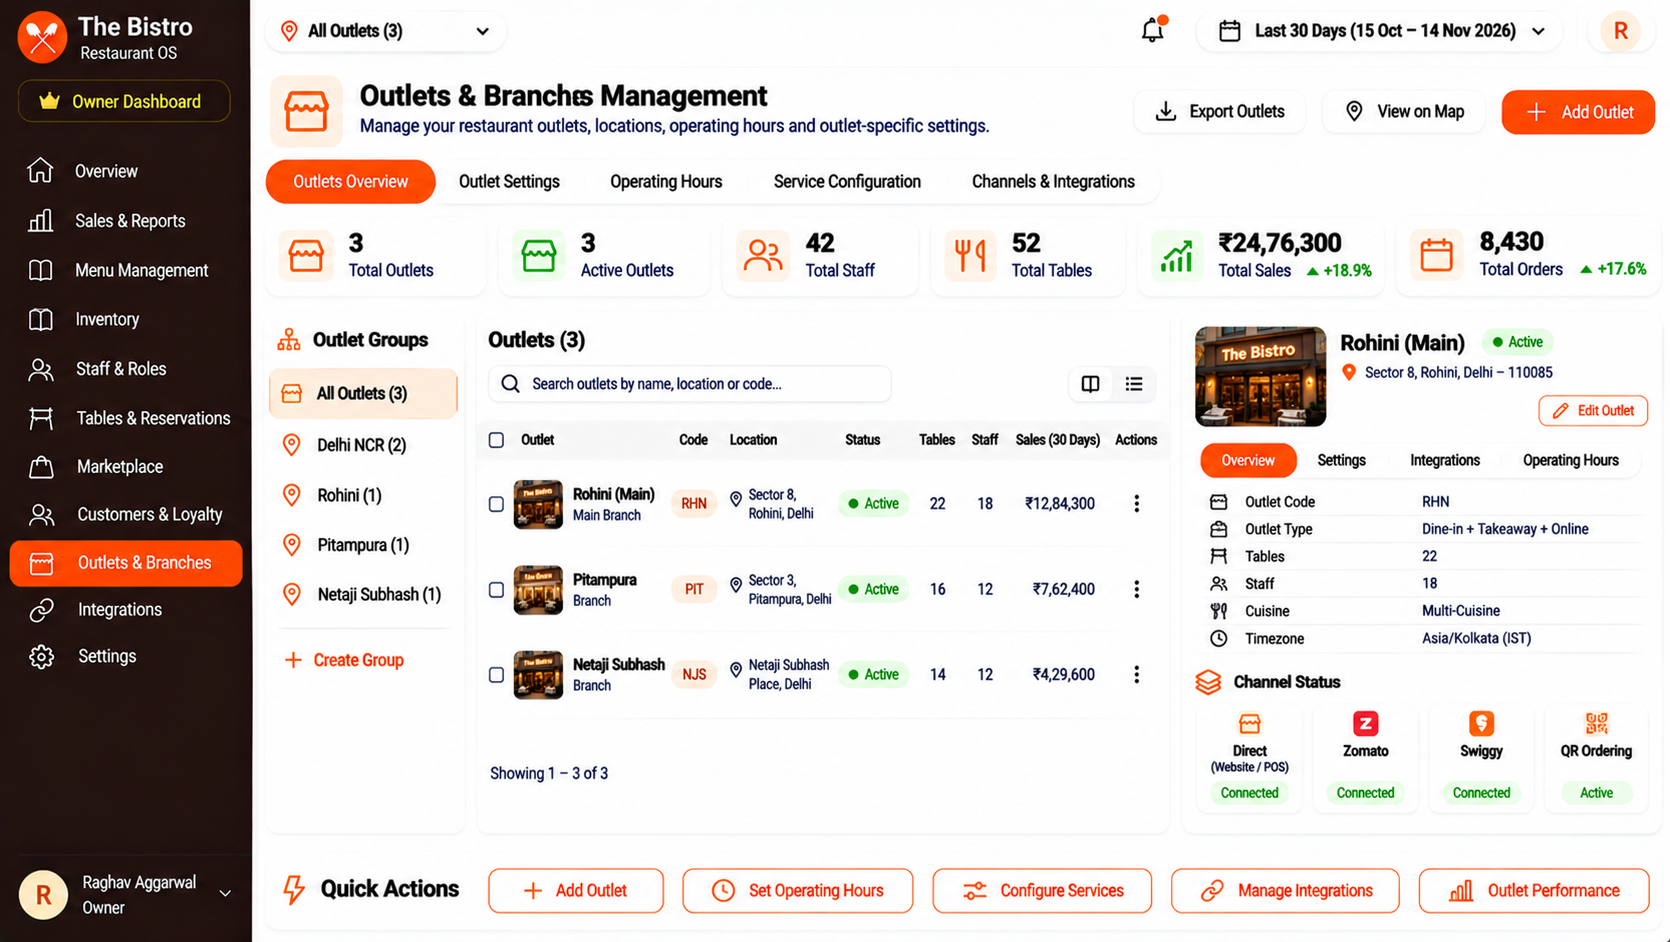 The Bistro
Restaurant OS
Owner Dashboard
Overview
Sales & Reports
Menu Management
Inventory
Staff & Roles
Tables & Reservations
Marketplace
Customers & Loyalty
Outlets & Branches
Integrations
Settings
R
Raghav Aggarwal
Owner
All Outlets (3)
Last 30 Days (15 Oct – 14 Nov 2026)
R
Outlets & Branches Management
Manage your restaurant outlets, locations, operating hours and outlet-specific settings.
Export Outlets
View on Map
Add Outlet
Outlets Overview
Outlet Settings
Operating Hours
Service Configuration
Channels & Integrations
3
Total Outlets
3
Active Outlets
42
Total Staff
52
Total Tables
₹24,76,300
Total Sales ▲ +18.9%
8,430
Total Orders ▲ +17.6%
Outlet Groups
All Outlets (3)
Delhi NCR (2)
Rohini (1)
Pitampura (1)
Netaji Subhash (1)
+ Create Group
Outlets (3)
Search outlets by name, location or code...
Outlet Code Location Status Tables Staff Sales (30 Days) Actions
Rohini (Main)
Main Branch
RHN
Sector 8,
Rohini, Delhi
Active
22
18
₹12,84,300
Pitampura
Branch
PIT
Sector 3,
Pitampura, Delhi
Active
16
12
₹7,62,400
The Bistro
Netaji Subhash
Branch
NJS
Netaji Subhash
Place, Delhi
Active
14
12
₹4,29,600
Showing 1 – 3 of 3
The Bistro
Rohini (Main)
Active
Sector 8, Rohini, Delhi – 110085
Edit Outlet
Overview
Settings
Integrations
Operating Hours
Outlet Code RHN
Outlet Type Dine-in + Takeaway + Online
Tables 22
Staff 18
Cuisine Multi-Cuisine
Timezone Asia/Kolkata (IST)
Channel Status
Direct
(Website / POS)
Connected
Z
Zomato
Connected
Swiggy
Connected
QR Ordering
Active
Quick Actions
+ Add Outlet
Set Operating Hours
Configure Services
Manage Integrations
Outlet Performance